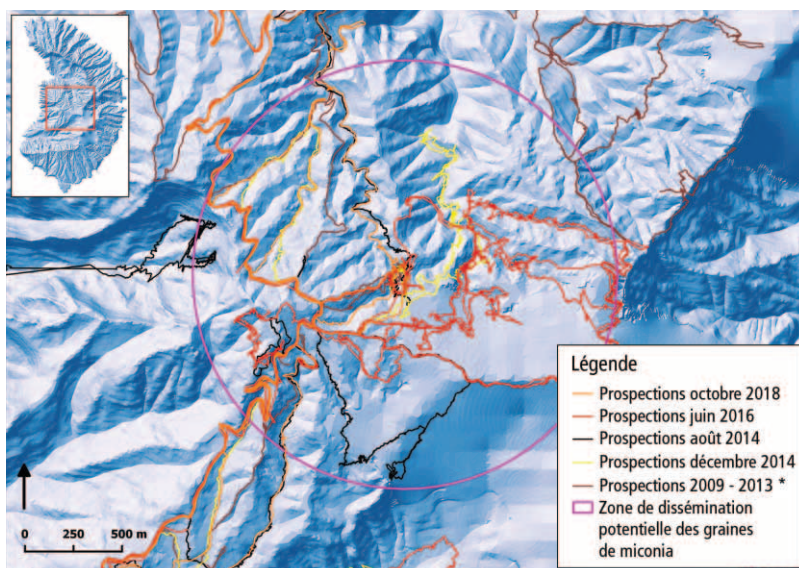 Légende
Prospections octobre 2018
Prospections juin 2016
Prospections août 2014
Prospections décembre 2014
Prospections 2009 - 2013 *
Zone de dissémination
potentielle des graines
de miconia
0 250 500 m